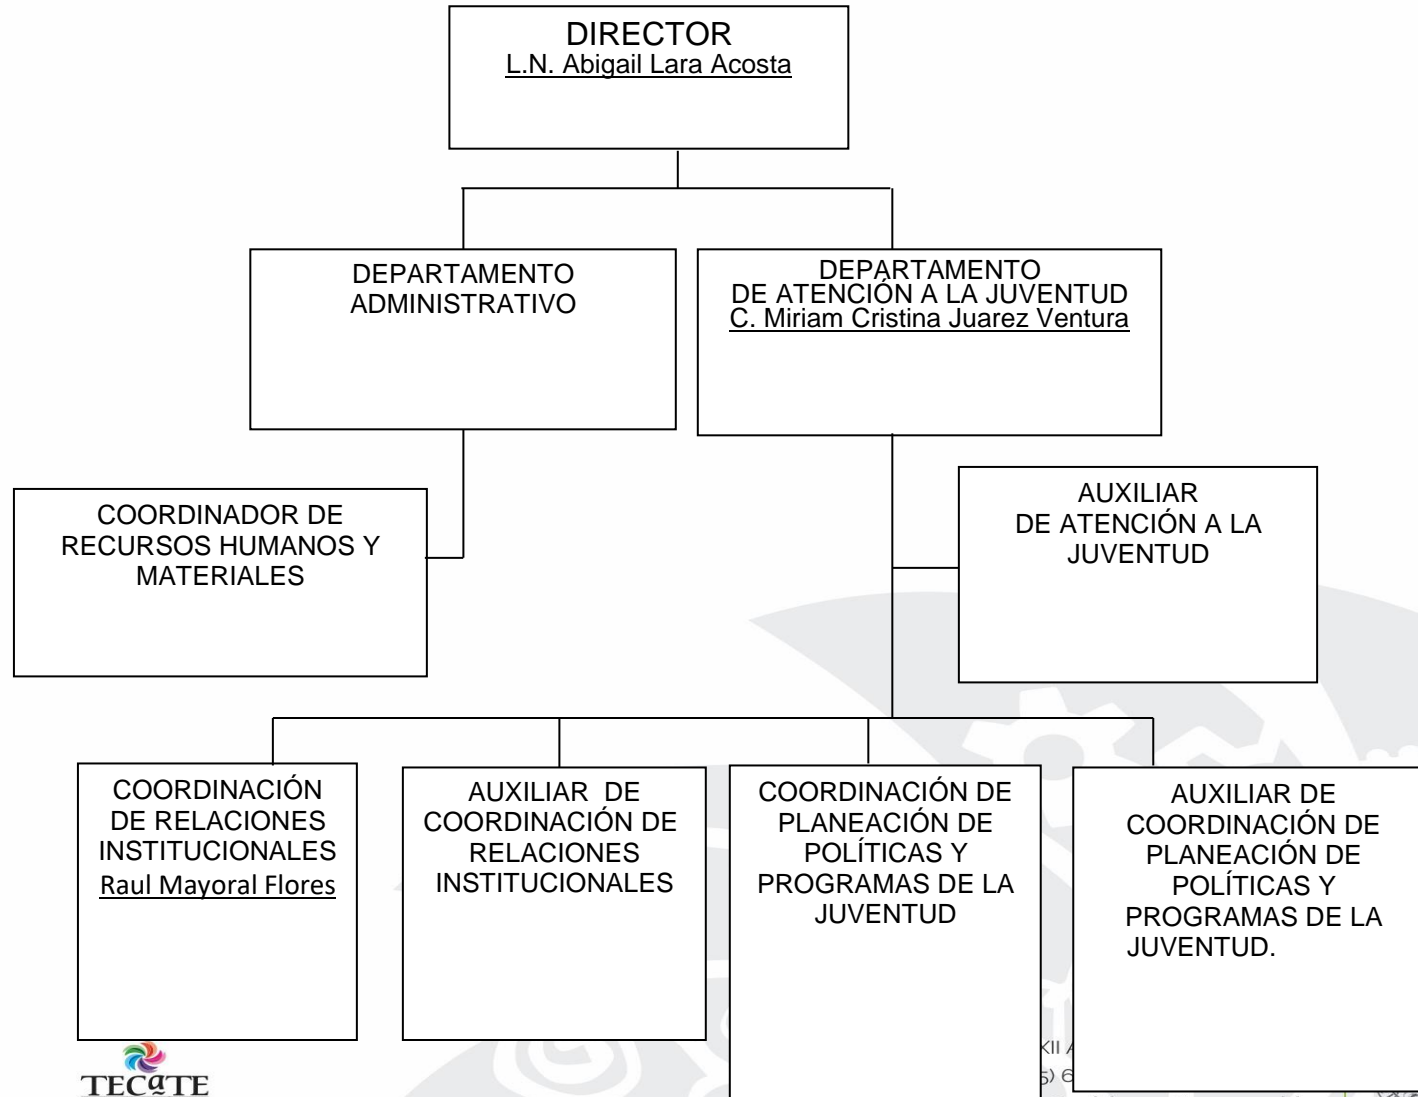 DIRECTOR
L.N. Abigail Lara Acosta
DEPARTAMENTO
ADMINISTRATIVO
DEPARTAMENTO
DE ATENCIÓN A LA JUVENTUD
C. Miriam Cristina Juarez Ventura
COORDINADOR DE
RECURSOS HUMANOS Y
MATERIALES
AUXILIAR
DE ATENCIÓN A LA
JUVENTUD
COORDINACIÓN
DE RELACIONES
INSTITUCIONALES
Raul Mayoral Flores
AUXILIAR DE
COORDINACIÓN DE
RELACIONES
INSTITUCIONALES
COORDINACIÓN DE
PLANEACIÓN DE
POLÍTICAS Y
PROGRAMAS DE LA
JUVENTUD
AUXILIAR DE
COORDINACIÓN DE
PLANEACIÓN DE
POLÍTICAS Y
PROGRAMAS DE LA
JUVENTUD.
TECATE